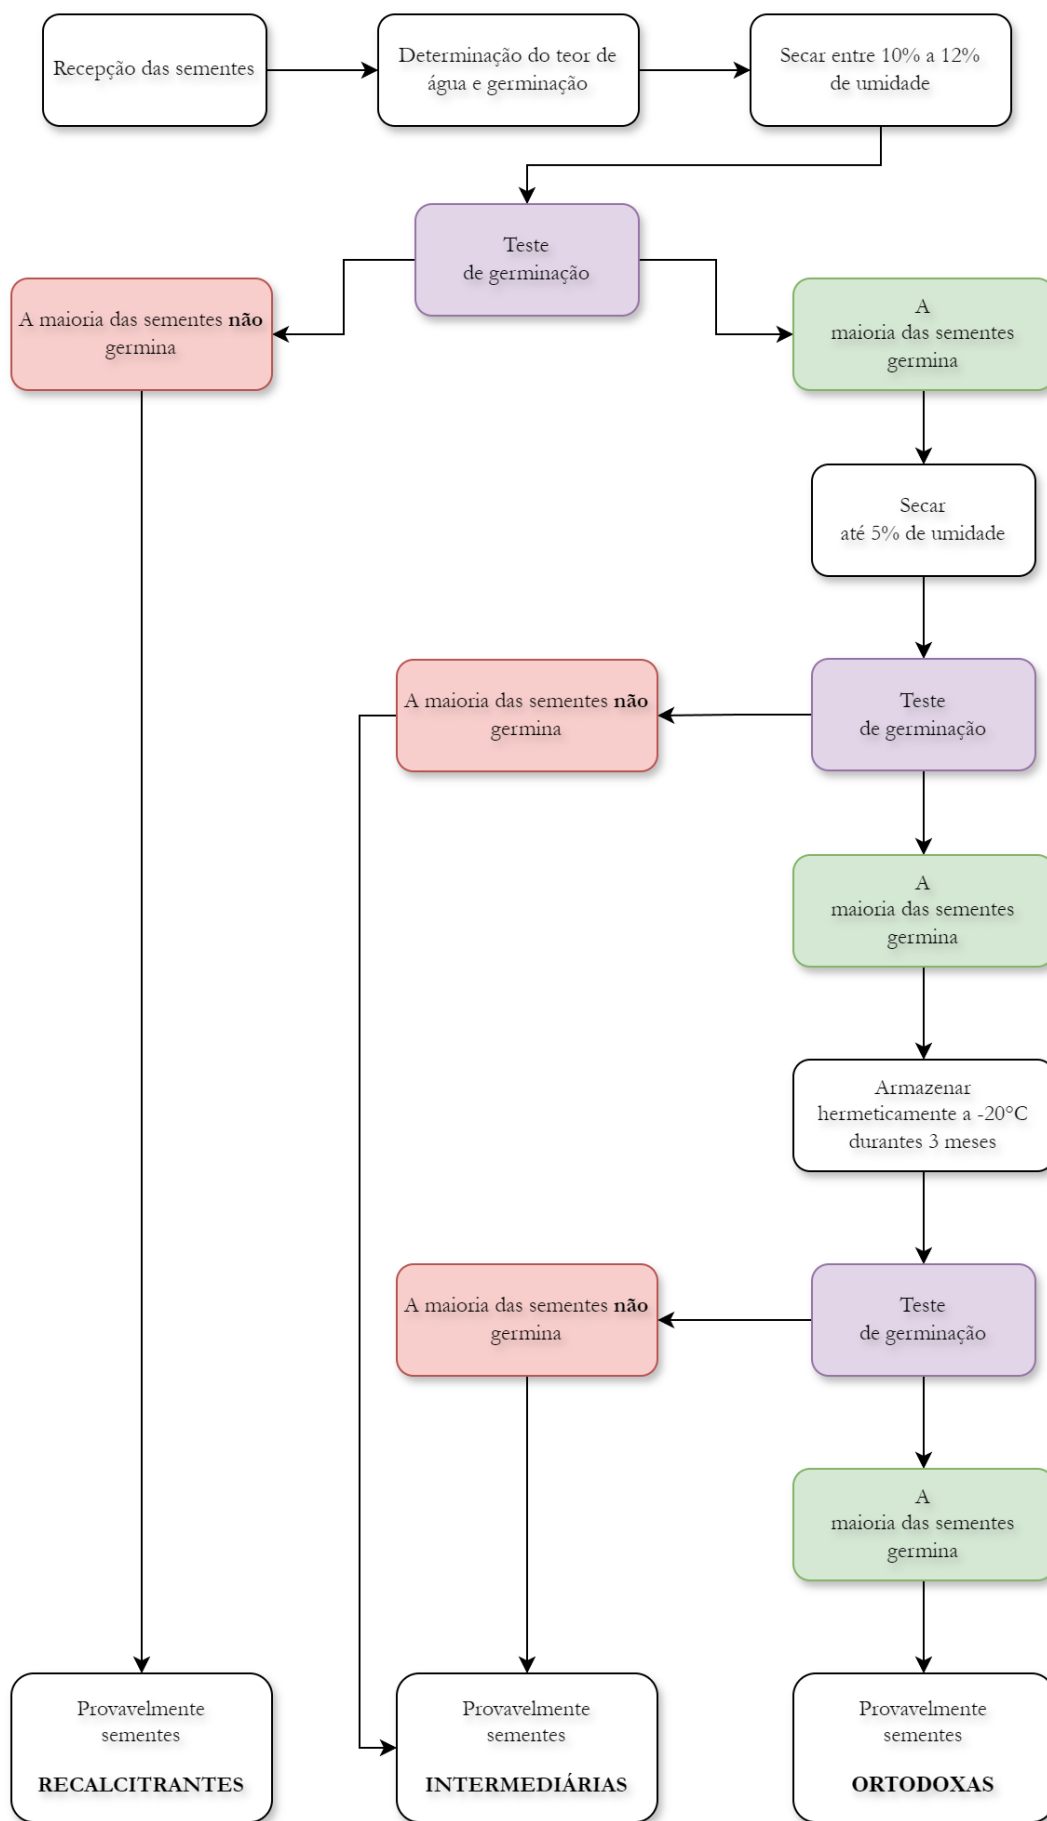 Recepção das sementes
Determinação do teor de
água e germinação
Secar entre 10% a 12%
de umidade
Teste
de germinação
A maioria das sementes não
germina
A
maioria das sementes
germina
Secar
até 5% de umidade
A maioria das sementes não
germina
Teste
de germinação
A
maioria das sementes
germina
Armazenar
hermeticamente a -20°C
durantes 3 meses
A maioria das sementes não
germina
Teste
de germinação
A
maioria das sementes
germina
Provavelmente
sementes
RECALCITRANTES
Provavelmente
sementes
INTERMEDIÁRIAS
Provavelmente
sementes
ORTODOXAS